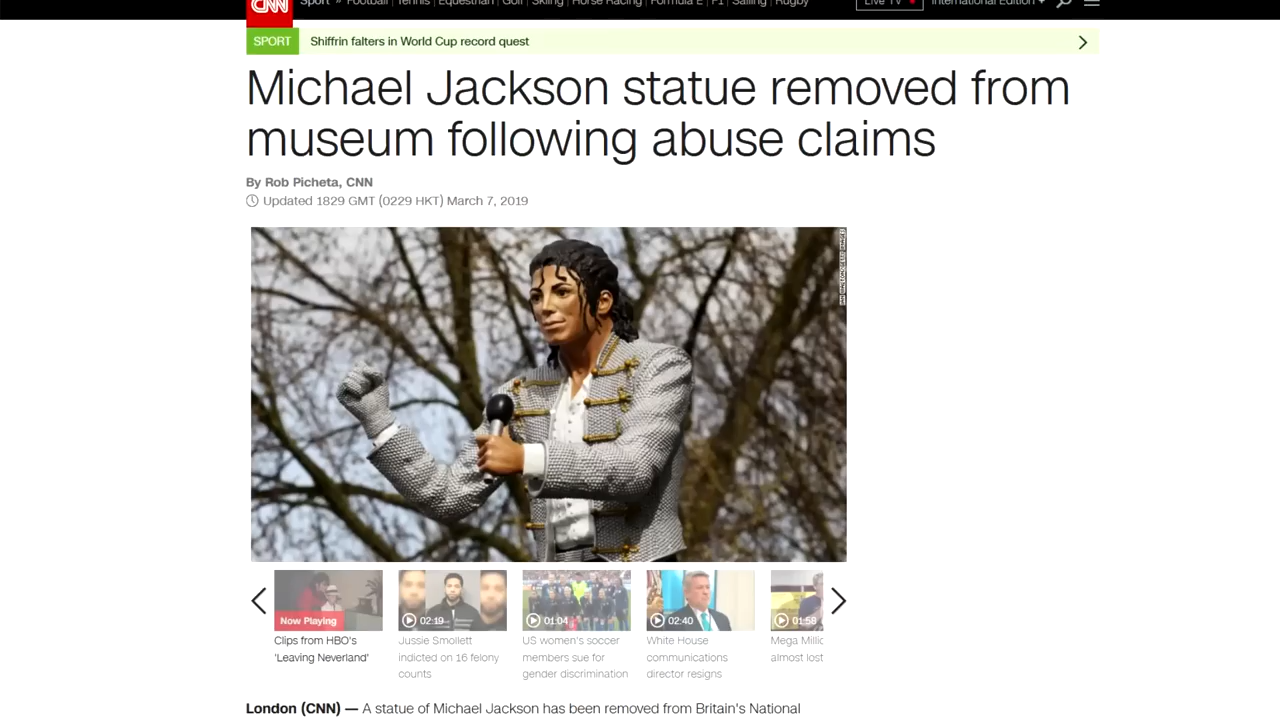 CNN Sport » Football Tennis Equestrian Golf Skiing Horse Racing Formula E F1 Sailing Rugby Live TV International Edition +
SPORT Shiffrin falters in World Cup record quest
Michael Jackson statue removed from
museum following abuse claims
By Rob Picheta, CNN
Updated 1829 GMT (0229 HKT) March 7, 2019
Now Playing
02:19
01:04
02:40
01:58
Clips from HBO's
'Leaving Neverland'
Jussie Smollett
indicted on 16 felony
counts
US women's soccer
members sue for
gender discrimination
White House
communications
director resigns
Mega
almost lost
London (CNN) — A statue of Michael Jackson has been removed from Britain's National